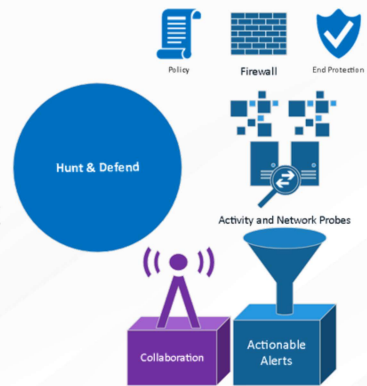 Policy
Firewall
End Protection
Hunt & Defend
Activity and Network Probes
Collaboration
Actionable
Alerts